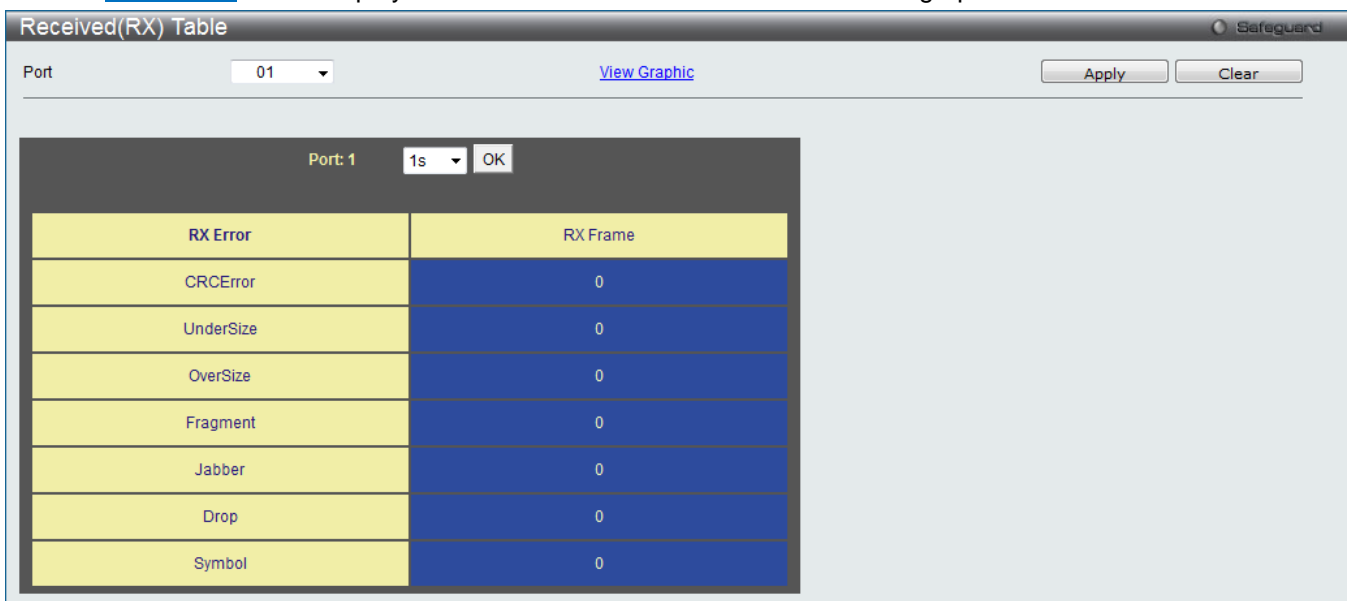 Received(RX) Table
Safeguard
Port 01 View Graphic Apply Clear
Port: 1 1s OK
RX Error RX Frame
CRCError 0
UnderSize 0
OverSize 0
Fragment 0
Jabber 0
Drop 0
Symbol 0